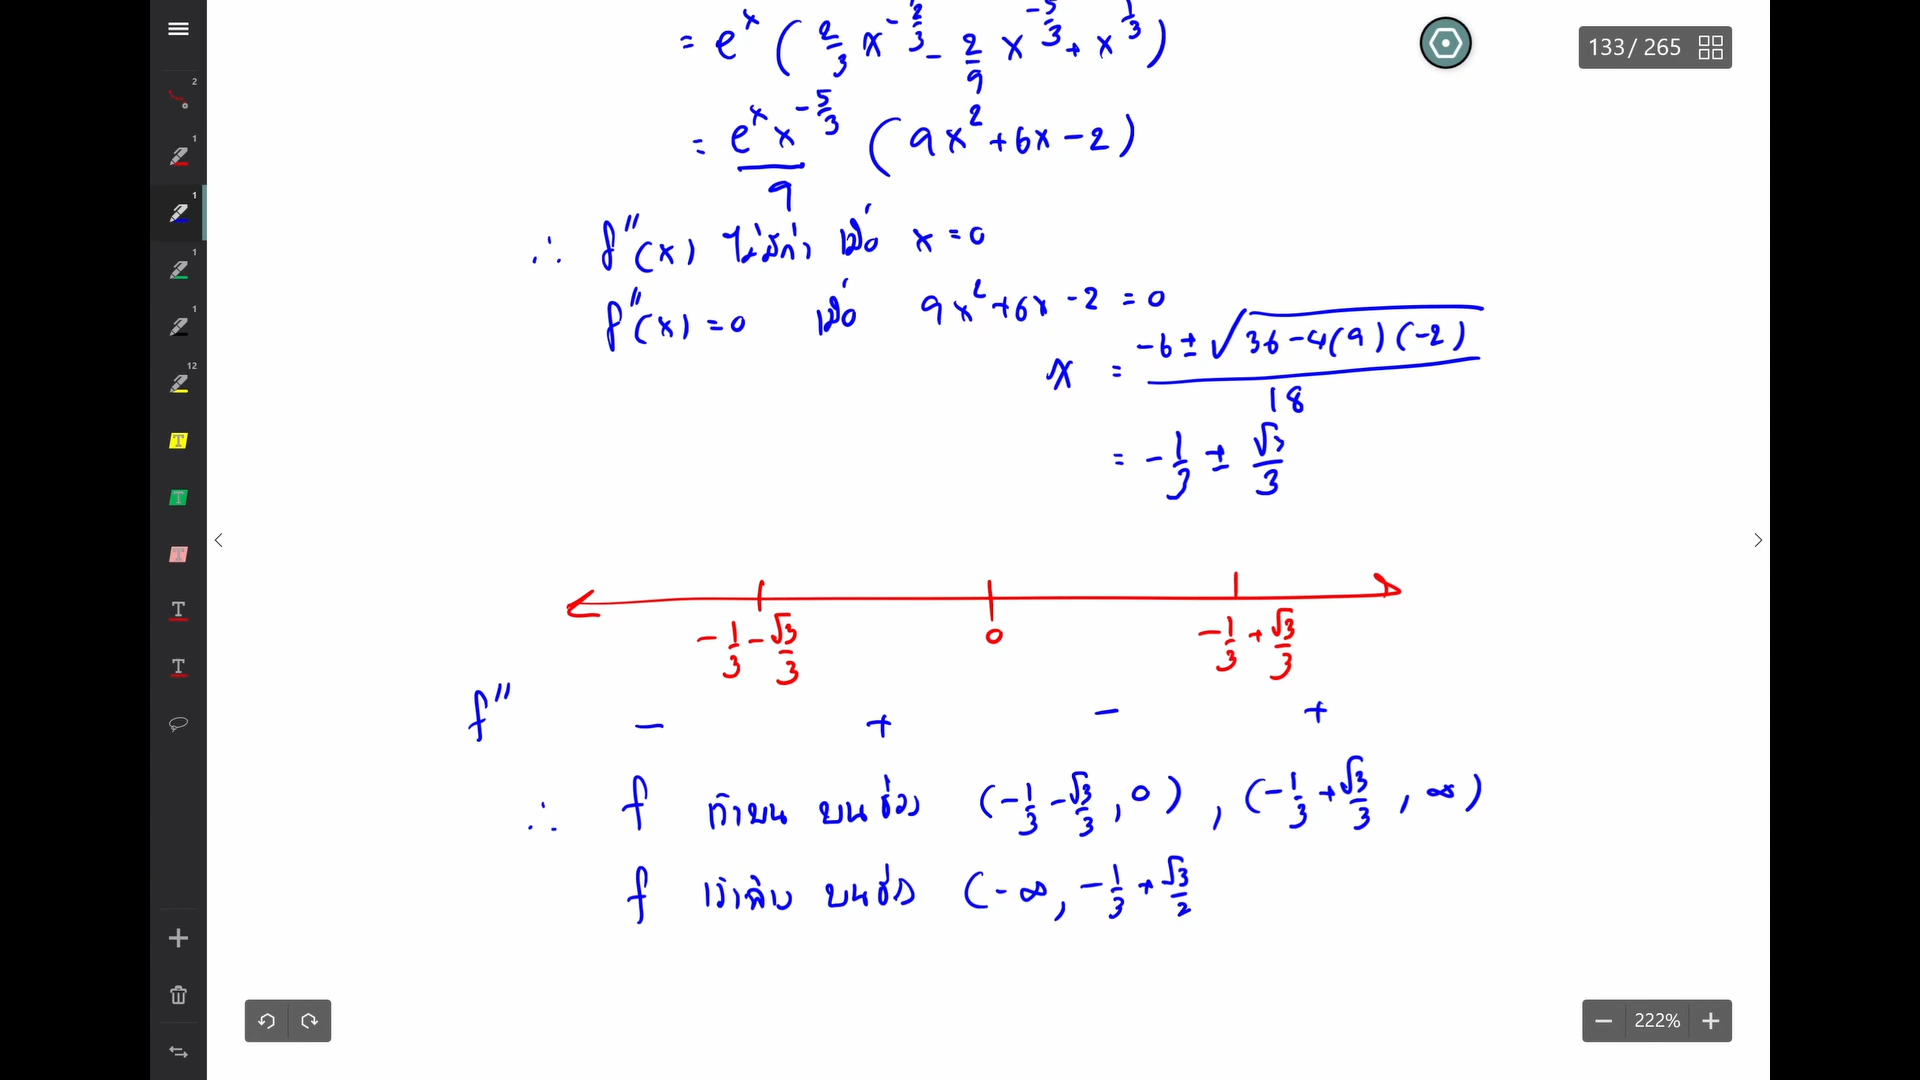 133/ 265
= e^x ( 2/3 x^{-2/3} - 2/9 x^{-5/3} + x^{1/3} )
= e^x x^{-5/3} / 9 ( 9x^2 + 6x - 2 )
∴ f''(x) ไม่มีค่า เมื่อ x = 0
f''(x) = 0 เมื่อ 9x^2 + 6x - 2 = 0
x = (-6 ± √(36 - 4(9)(-2))) / 18
= -1/3 ± √3/3
-1/3 - √3/3   0   -1/3 + √3/3
f''   -   +   -   +
∴ f หงาย บนช่วง (-1/3 - √3/3, 0) , (-1/3 + √3/3, ∞)
f บนช่วง (-∞, -1/3 + √3/2
222%